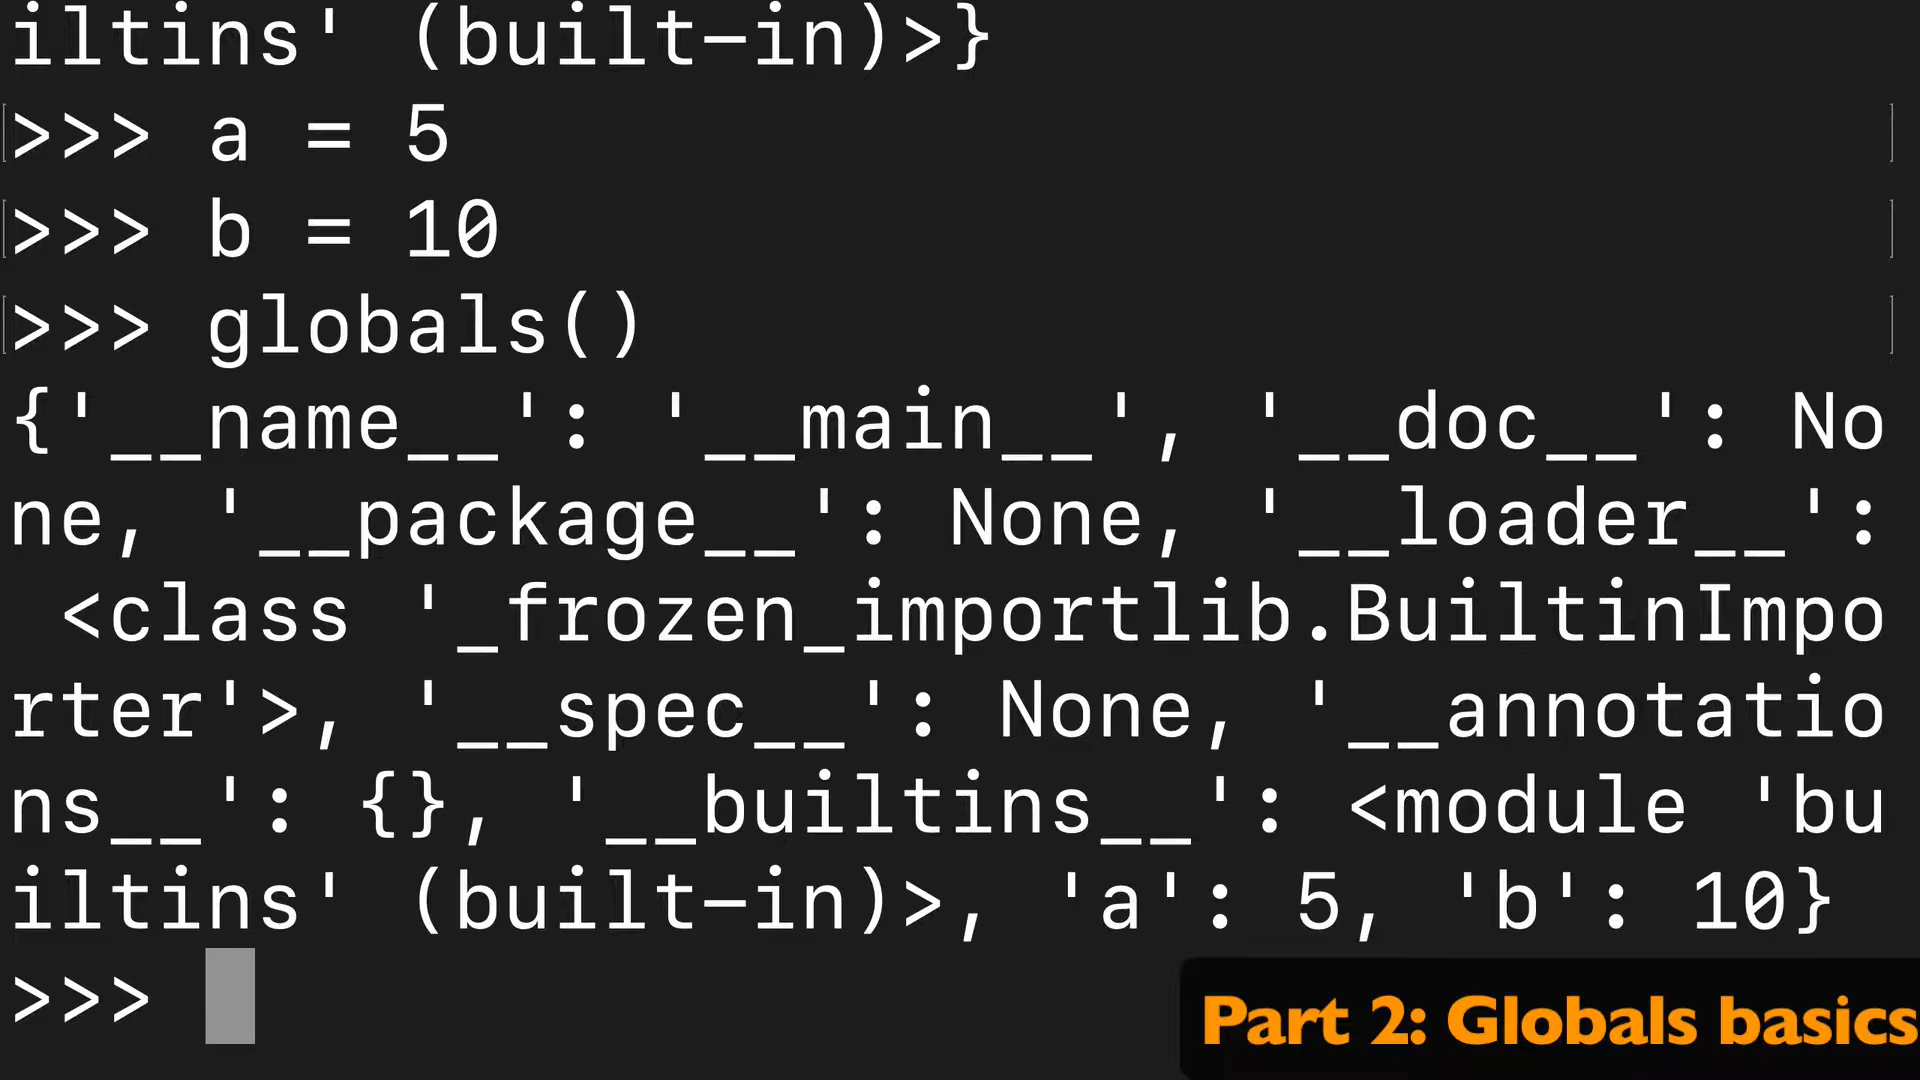 iltins' (built-in)>}
>>> a = 5
>>> b = 10
>>> globals()
{'__name__': '__main__', '__doc__': No
ne, '__package__': None, '__loader__':
 <class '_frozen_importlib.BuiltinImpo
rter'>, '__spec__': None, '__annotatio
ns__': {}, '__builtins__': <module 'bu
iltins' (built-in)>, 'a': 5, 'b': 10}
>>>
Part 2: Globals basics